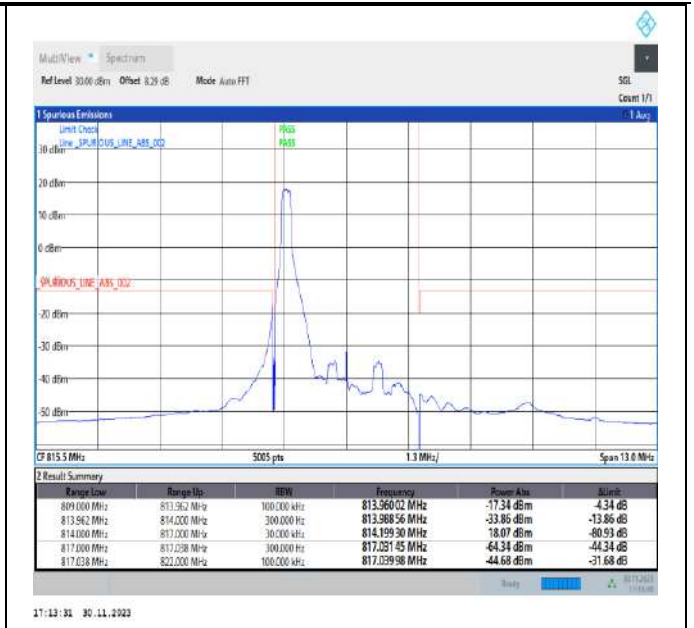 MultiView Spectrum
Ref Level 30.00 dBm Offset 8.29 dB Mode Auto FFT SGL
Count 1/1
1 Spurious Emissions 1 Avg
Limit Check PASS
Line _SPURIOUS_LINE_ABS_002 PASS
30 dBm
20 dBm
10 dBm
0 dBm
_SPURIOUS_LINE_ABS_002
-20 dBm
-30 dBm
-40 dBm
-50 dBm
CF 815.5 MHz 5005 pts 1.3 MHz/ Span 13.0 MHz
2 Result Summary
Range Low Range Up RBW Frequency Power Abs ΔLimit
809.000 MHz 813.962 MHz 100.000 kHz 813.96002 MHz -17.34 dBm -4.34 dB
813.962 MHz 814.000 MHz 300.000 Hz 813.98856 MHz -33.86 dBm -13.86 dB
814.000 MHz 817.000 MHz 30.000 kHz 814.19930 MHz 18.07 dBm -80.93 dB
817.000 MHz 817.038 MHz 300.000 Hz 817.03145 MHz -64.34 dBm -44.34 dB
817.038 MHz 822.000 MHz 100.000 kHz 817.03998 MHz -44.68 dBm -31.68 dB
Ready 30.11.2023
17:13:31 30.11.2023